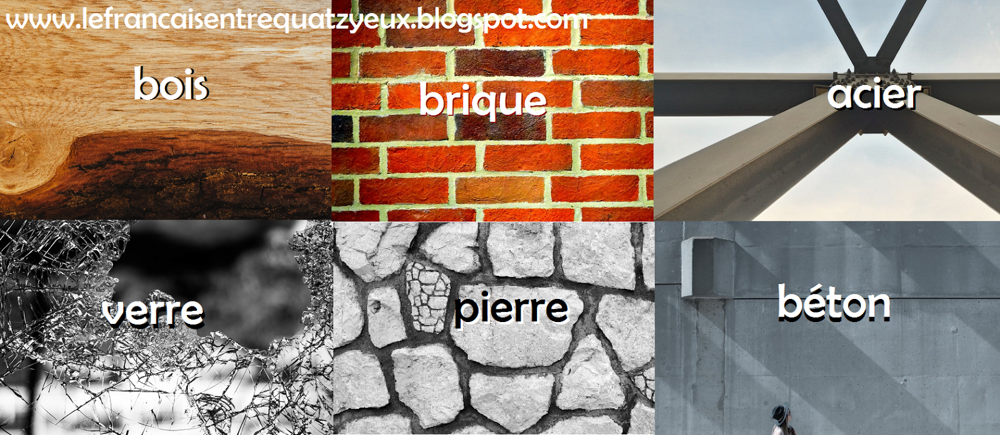 www.lefrancaisentrequatzyeux.blogspot.com
bois
brique
acier
verre
pierre
béton